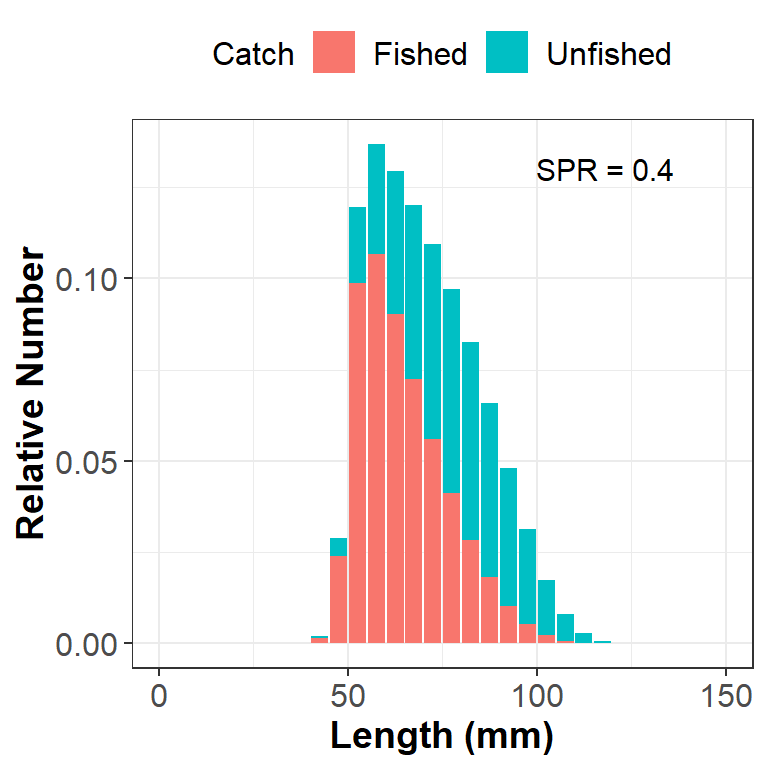 Catch Fished Unfished
SPR = 0.4
Relative Number
0.10
0.05
0.00
0 50 100 150
Length (mm)